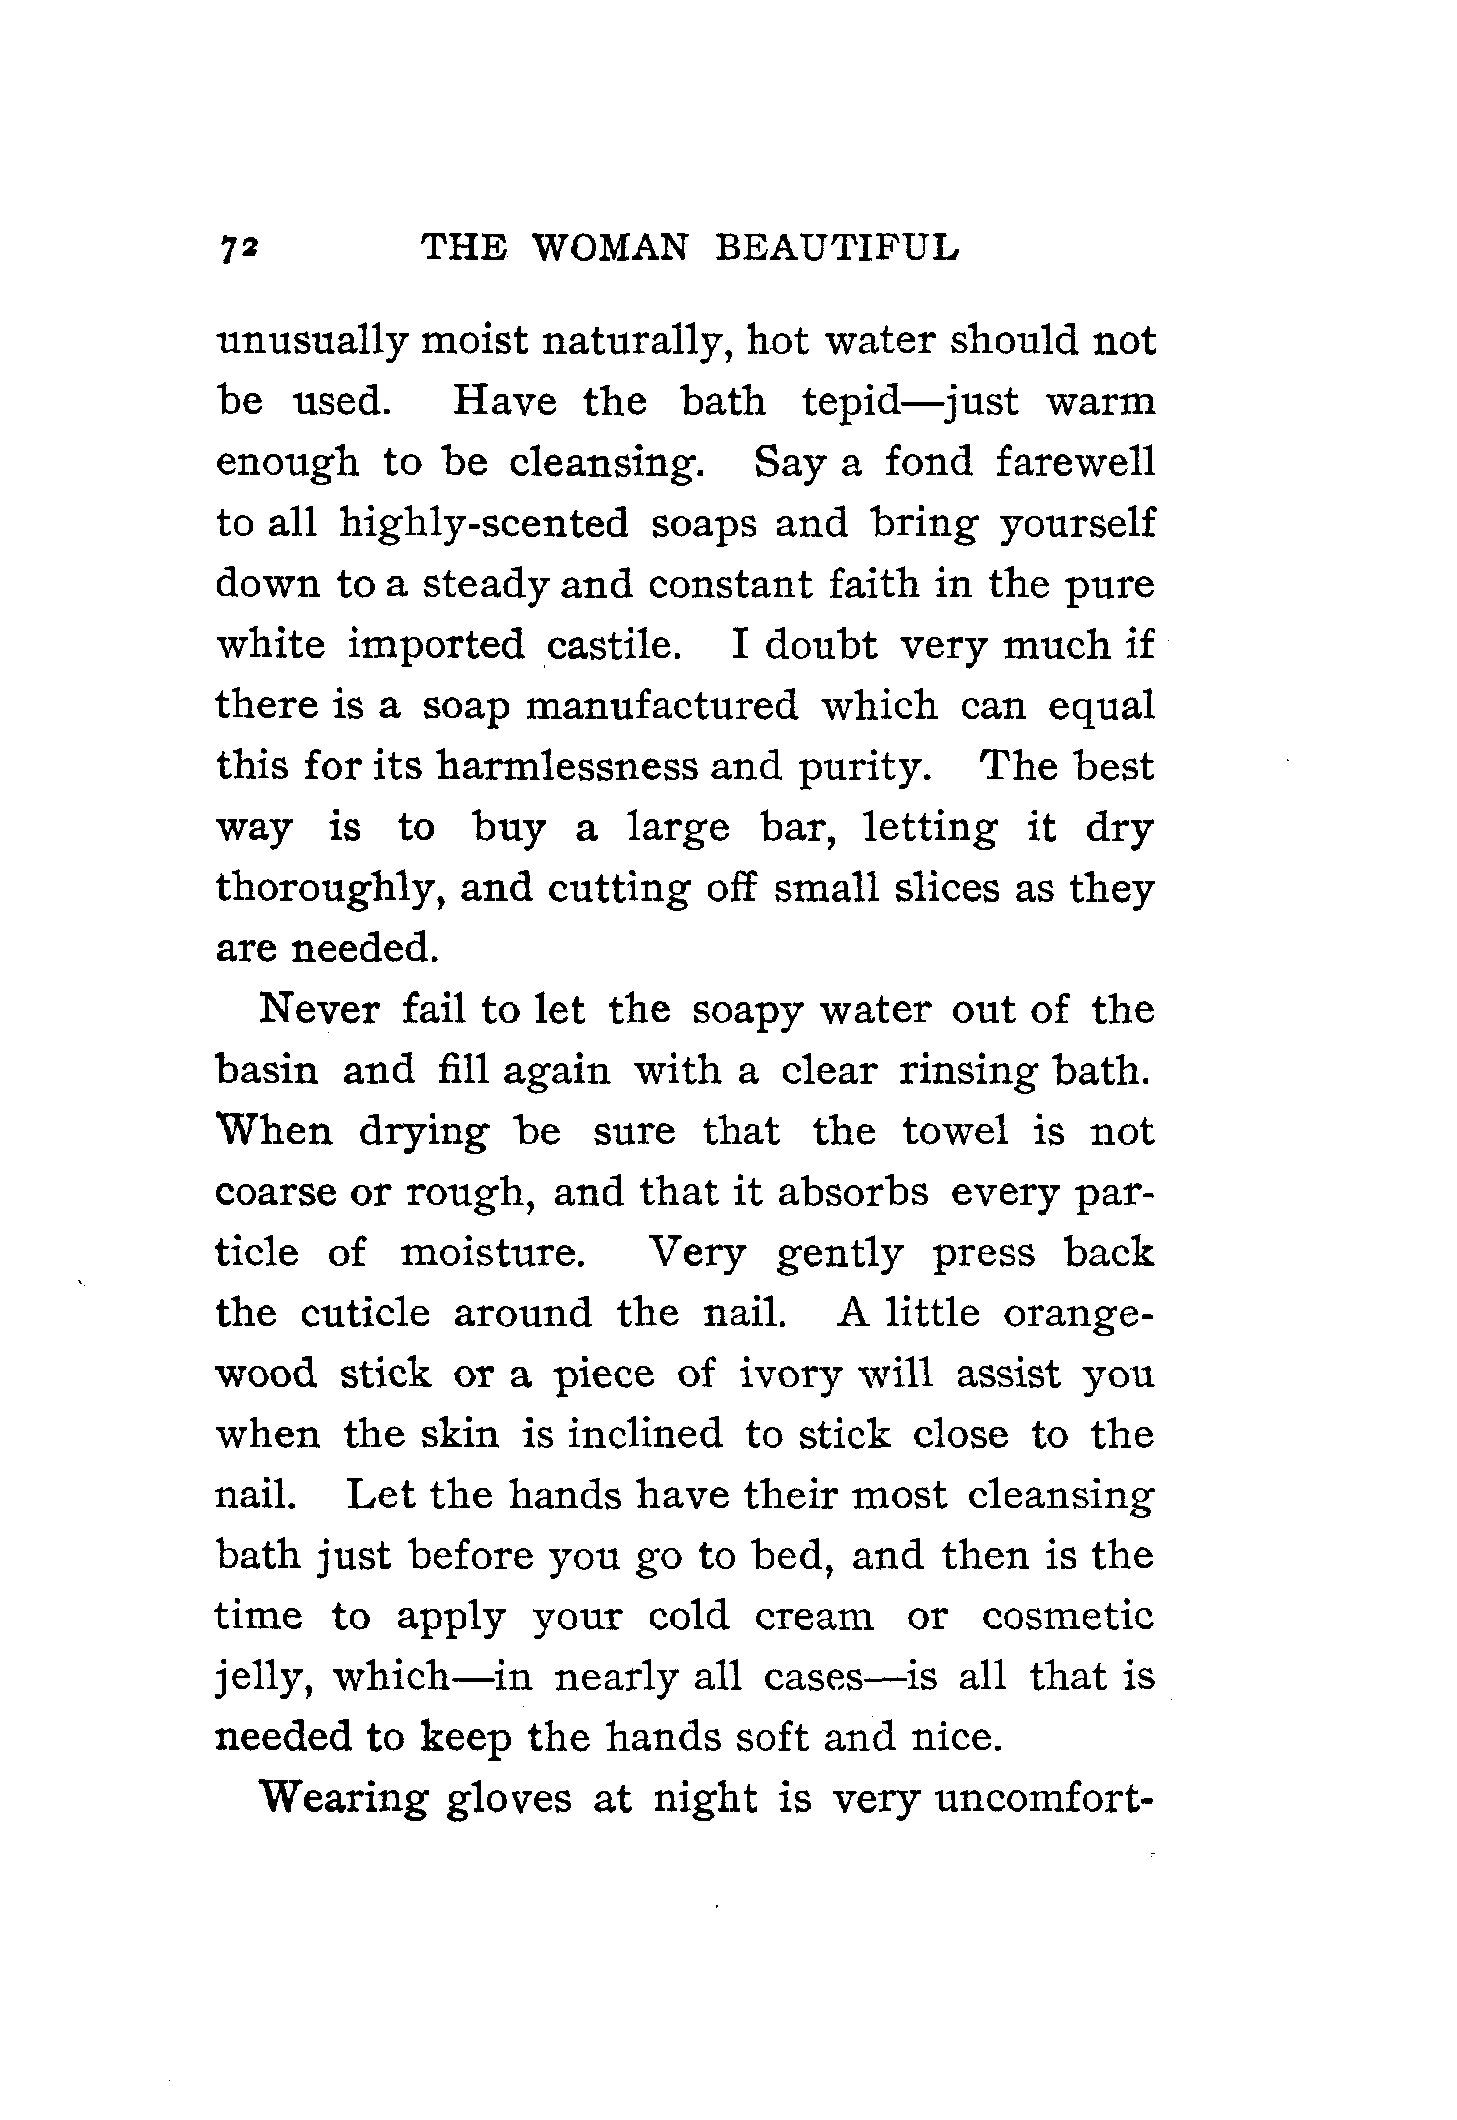 72 THE WOMAN BEAUTIFUL
unusually moist naturally, hot water should not
be used. Have the bath tepid—just warm
enough to be cleansing. Say a fond farewell
to all highly-scented soaps and bring yourself
down to a steady and constant faith in the pure
white imported castile. I doubt very much if
there is a soap manufactured which can equal
this for its harmlessness and purity. The best
way is to buy a large bar, letting it dry
thoroughly, and cutting off small slices as they
are needed.
Never fail to let the soapy water out of the
basin and fill again with a clear rinsing bath.
When drying be sure that the towel is not
coarse or rough, and that it absorbs every par-
ticle of moisture. Very gently press back
the cuticle around the nail. A little orange-
wood stick or a piece of ivory will assist you
when the skin is inclined to stick close to the
nail. Let the hands have their most cleansing
bath just before you go to bed, and then is the
time to apply your cold cream or cosmetic
jelly, which—in nearly all cases—is all that is
needed to keep the hands soft and nice.
Wearing gloves at night is very uncomfort-